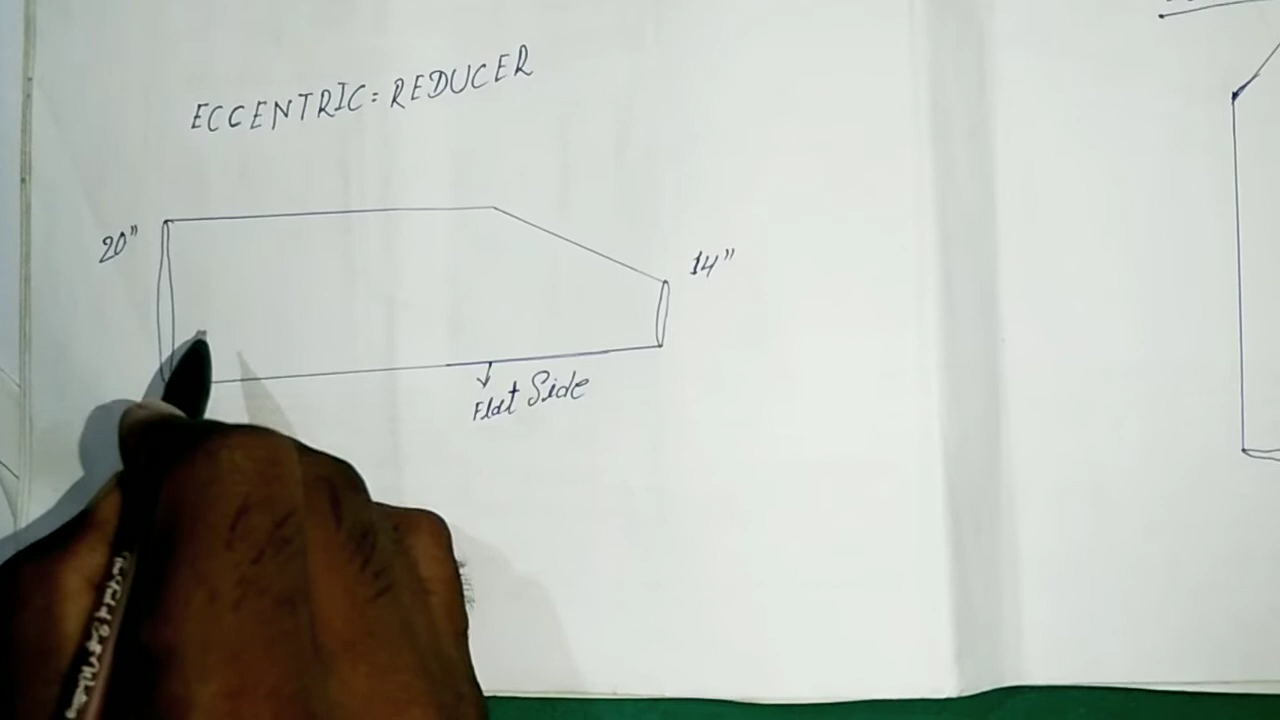 ECCENTRIC = REDUCER
20"
14"
Flat Side